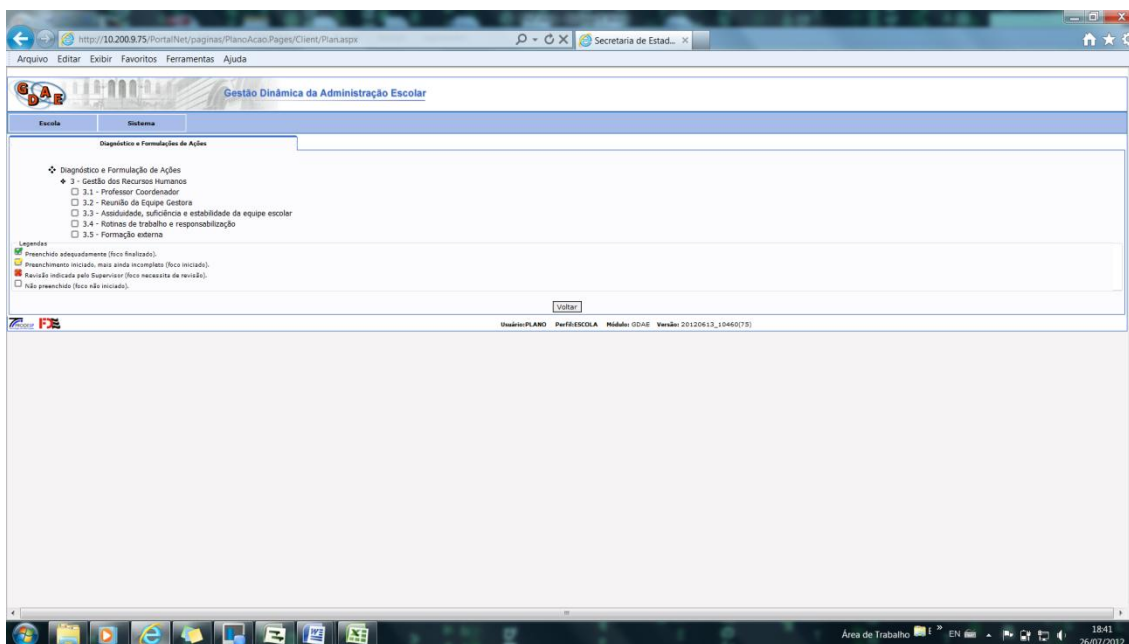 http://10.200.9.75/PortalNet/paginas/PlanoAcao.Pages/Client/Plan.aspx
Secretaria de Estad...
Arquivo Editar Exibir Favoritos Ferramentas Ajuda
GDAE
Gestão Dinâmica da Administração Escolar
Escola Sistema
Diagnóstico e Formulações de Ações
Diagnóstico e Formulação de Ações
3 - Gestão dos Recursos Humanos
3.1 - Professor Coordenador
3.2 - Reunião da Equipe Gestora
3.3 - Assiduidade, suficiência e estabilidade da equipe escolar
3.4 - Rotinas de trabalho e responsabilização
3.5 - Formação externa
Legendas
Preenchido adequadamente (foco finalizado).
Preenchimento iniciado, mais ainda incompleto (foco iniciado).
Revisão indicada pelo Supervisor (foco necessita de revisão).
Não preenchido (foco não iniciado).
Voltar
Usuário:PLANO Perfil:ESCOLA Módulo: GDAE Versão: 20120613_10460(75)
Área de Trabalho EN 18:41
26/07/2012